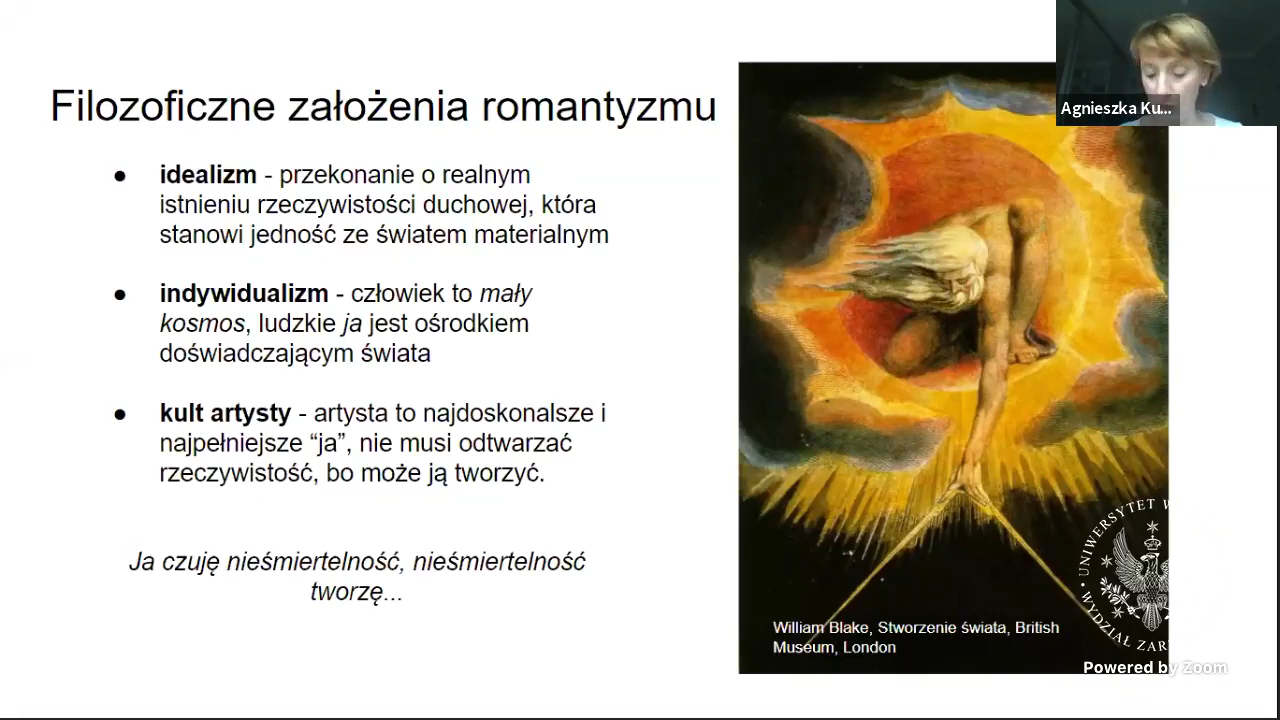 Filozoficzne założenia romantyzmu
● idealizm - przekonanie o realnym
istnieniu rzeczywistości duchowej, która
stanowi jedność ze światem materialnym
● indywidualizm - człowiek to mały
kosmos, ludzkie ja jest ośrodkiem
doświadczającym świata
● kult artysty - artysta to najdoskonalsze i
najpełniejsze “ja”, nie musi odtwarzać
rzeczywistość, bo może ją tworzyć.
Ja czuję nieśmiertelność, nieśmiertelność
tworzę...
Agnieszka Ku...
William Blake, Stworzenie świata, British
Museum, London
UNIWERSYTET W
WYDZIAŁ ZARZ
Powered by Zoom